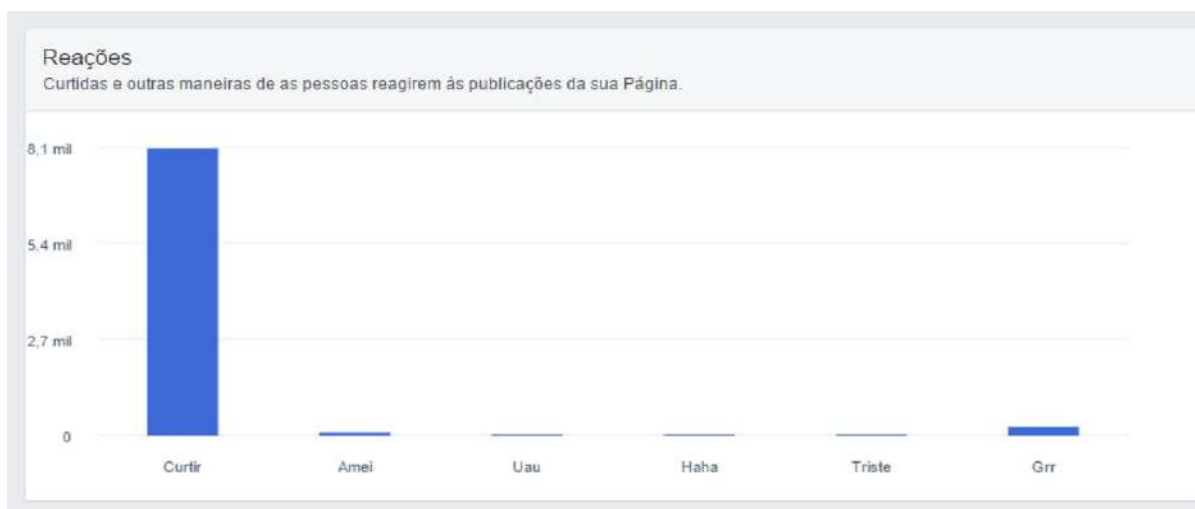 Reações
Curtidas e outras maneiras de as pessoas reagirem às publicações da sua Página.
8,1 mil
5,4 mil
2,7 mil
0
Curtir Amei Uau Haha Triste Grr